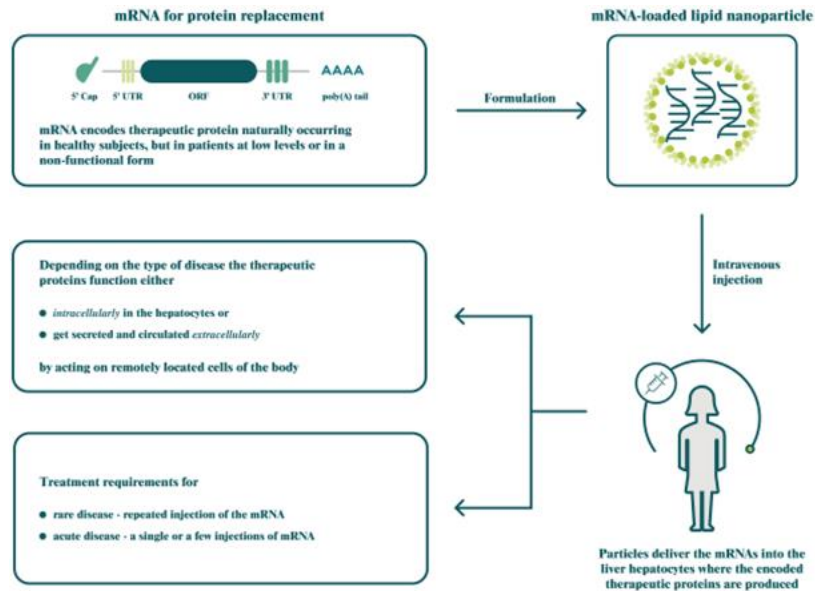 mRNA for protein replacement
5' Cap
5' UTR
ORF
3' UTR
AAAA
poly(A) tail
mRNA encodes therapeutic protein naturally occurring
in healthy subjects, but in patients at low levels or in a
non-functional form
Formulation
mRNA-loaded lipid nanoparticle
Intravenous
injection
Particles deliver the mRNAs into the
liver hepatocytes where the encoded
therapeutic proteins are produced
Depending on the type of disease the therapeutic
proteins function either
● intracellularly in the hepatocytes or
● get secreted and circulated extracellularly
by acting on remotely located cells of the body
Treatment requirements for
● rare disease - repeated injection of the mRNA
● acute disease - a single or a few injections of mRNA